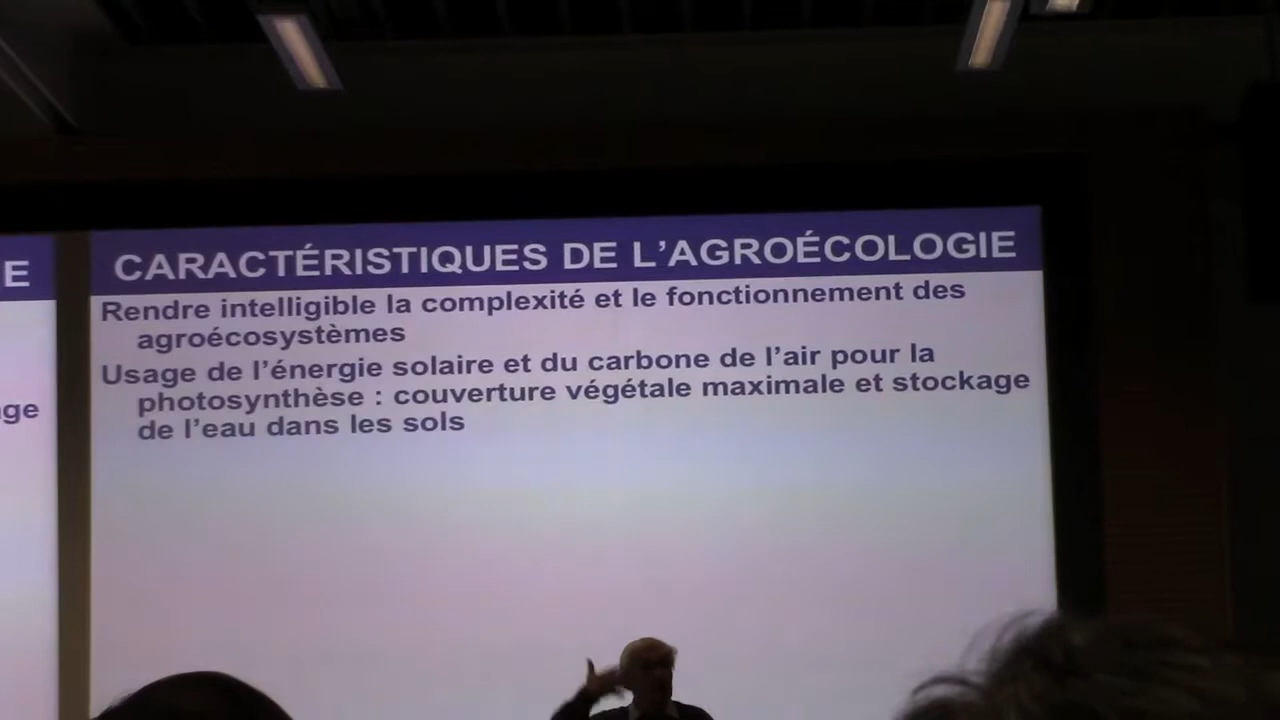 E
CARACTÉRISTIQUES DE L'AGROÉCOLOGIE
Rendre intelligible la complexité et le fonctionnement des
agroécosystèmes
Usage de l'énergie solaire et du carbone de l'air pour la
photosynthèse : couverture végétale maximale et stockage
de l'eau dans les sols
ge